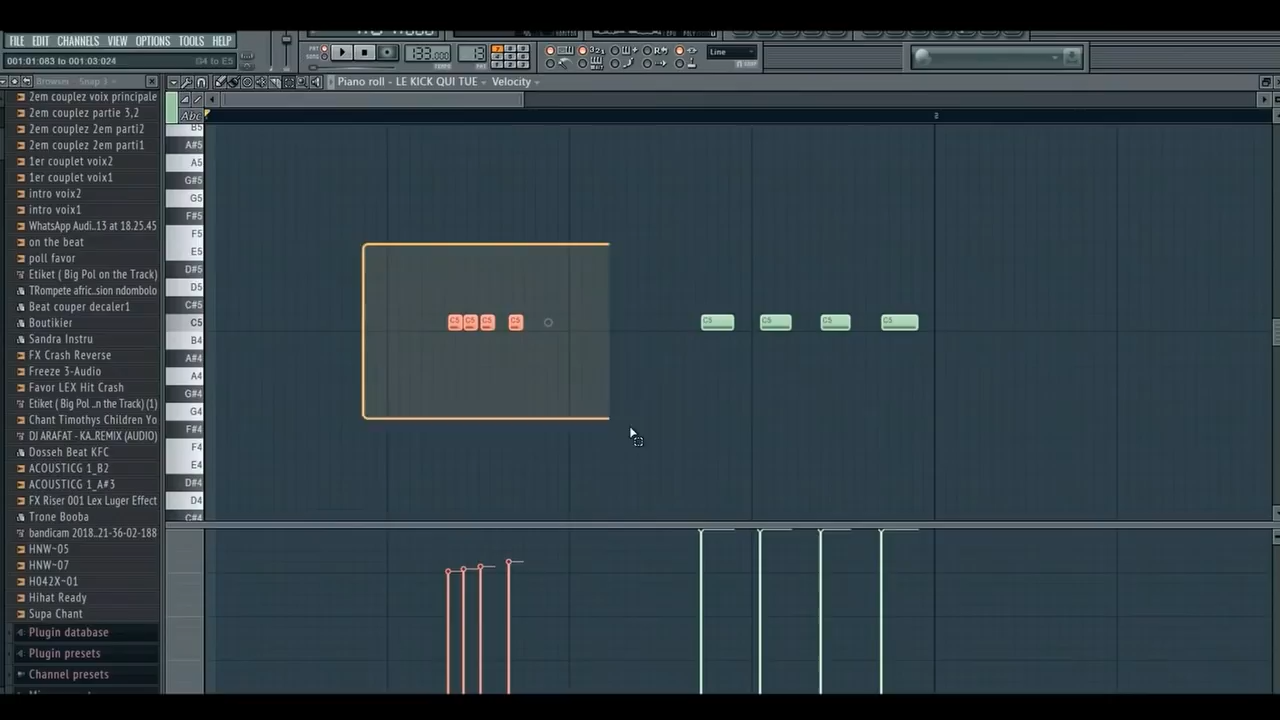 FILE EDIT CHANNELS VIEW OPTIONS TOOLS HELP
133.000
Line
001:01:083 to 001:03:024
G4 to E5
Browser - Snap 3
Piano roll - LE KICK QUI TUE - Velocity
Abc
2
2em couplez voix principale
2em couplez partie 3,2
2em couplez 2em parti2
2em couplez 2em parti1
1er couplet voix2
1er couplet voix1
intro voix2
intro voix1
WhatsApp Audi..13 at 18.25.45
on the beat
poll favor
Etiket ( Big Pol on the Track)
TRompete afric..sion ndombolo
Beat couper decaler1
Boutikier
Sandra Instru
FX Crash Reverse
Freeze 3-Audio
Favor LEX Hit Crash
Etiket ( Big Pol ..n the Track) (1)
Chant Timothys Children Yo
DJ ARAFAT - KA..REMIX (AUDIO)
Dosseh Beat KFC
ACOUSTICG 1_B2
ACOUSTICG 1_A#3
FX Riser 001 Lex Luger Effect
Trone Booba
bandicam 2018..21-36-02-188
HNW~05
HNW~07
H042X~01
Hihat Ready
Supa Chant
Plugin database
Plugin presets
Channel presets
B5
A#5
A5
G#5
G5
F#5
F5
E5
D#5
D5
C#5
C5
B4
A#4
A4
G#4
G4
F#4
F4
E4
D#4
D4
C#4
C5 C5 C5 C5 C5 C5 C5 C5